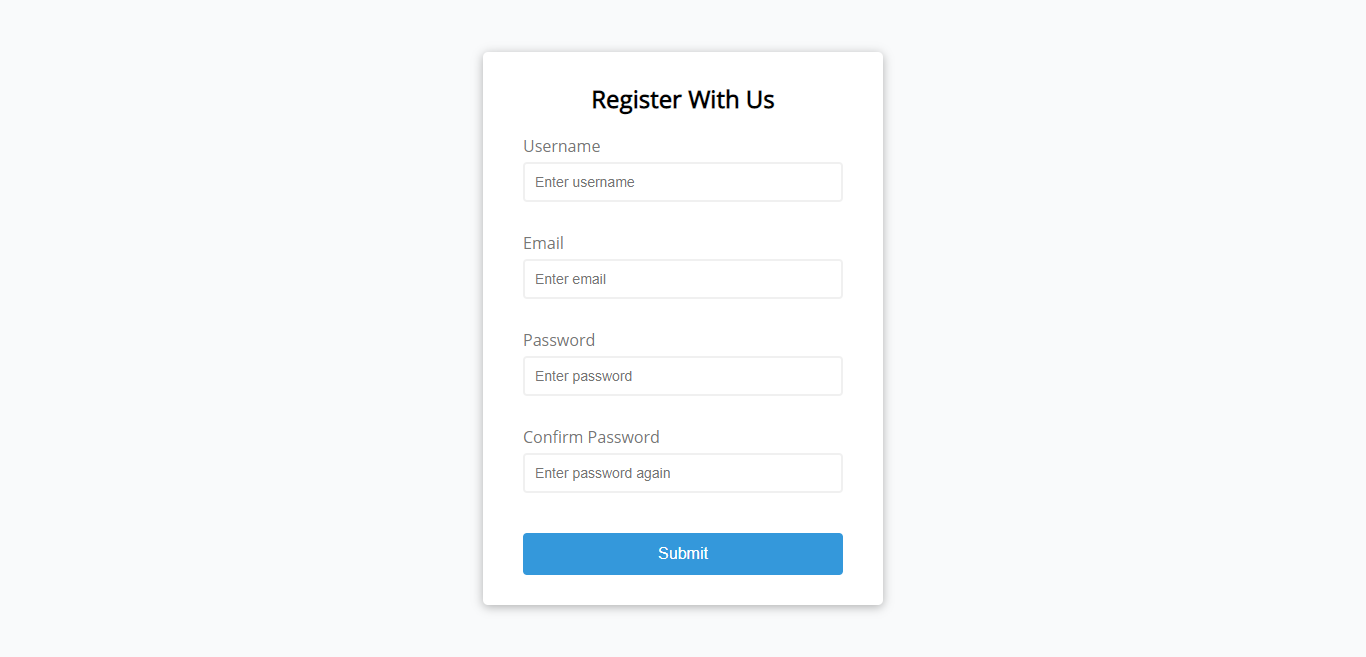 Register With Us
Username
Enter username
Email
Enter email
Password
Enter password
Confirm Password
Enter password again
Submit